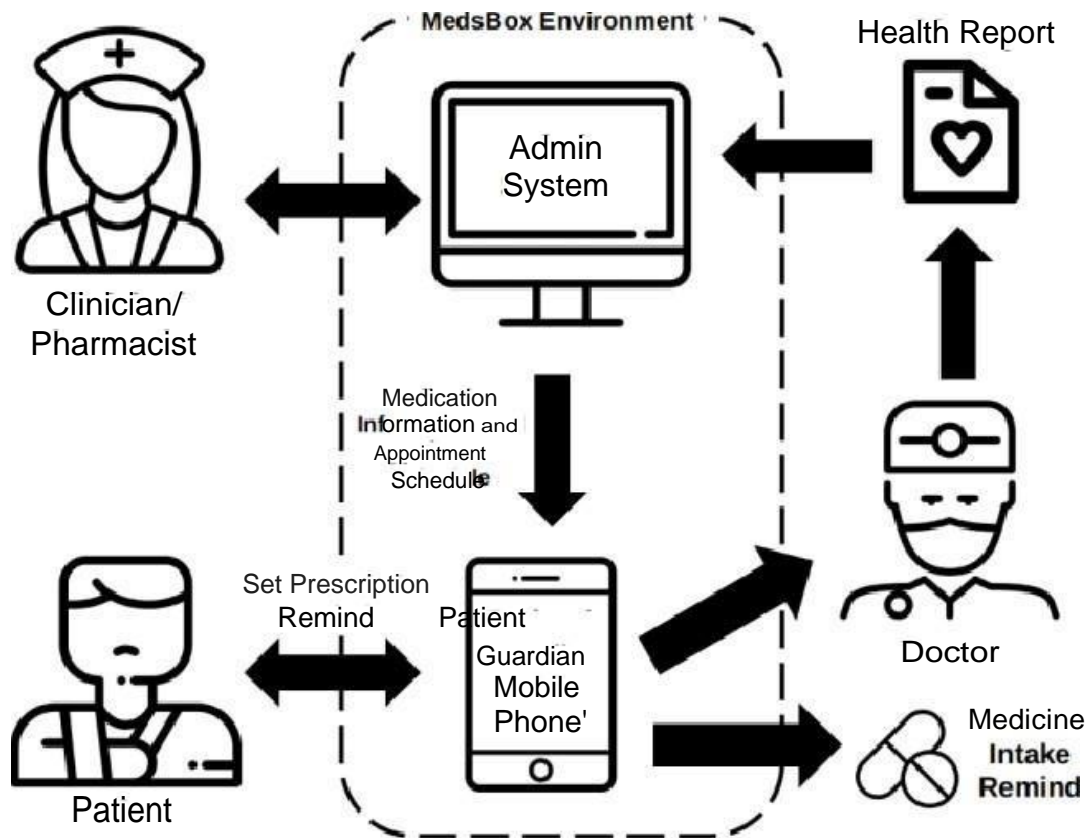 MedsBox Environment
Health Report
Admin
System
Clinician/
Pharmacist
Medication
Information and
Appointment
Schedule
Set Prescription
Remind
Patient
Guardian
Mobile
Phone'
Doctor
Medicine
Intake
Remind
Patient